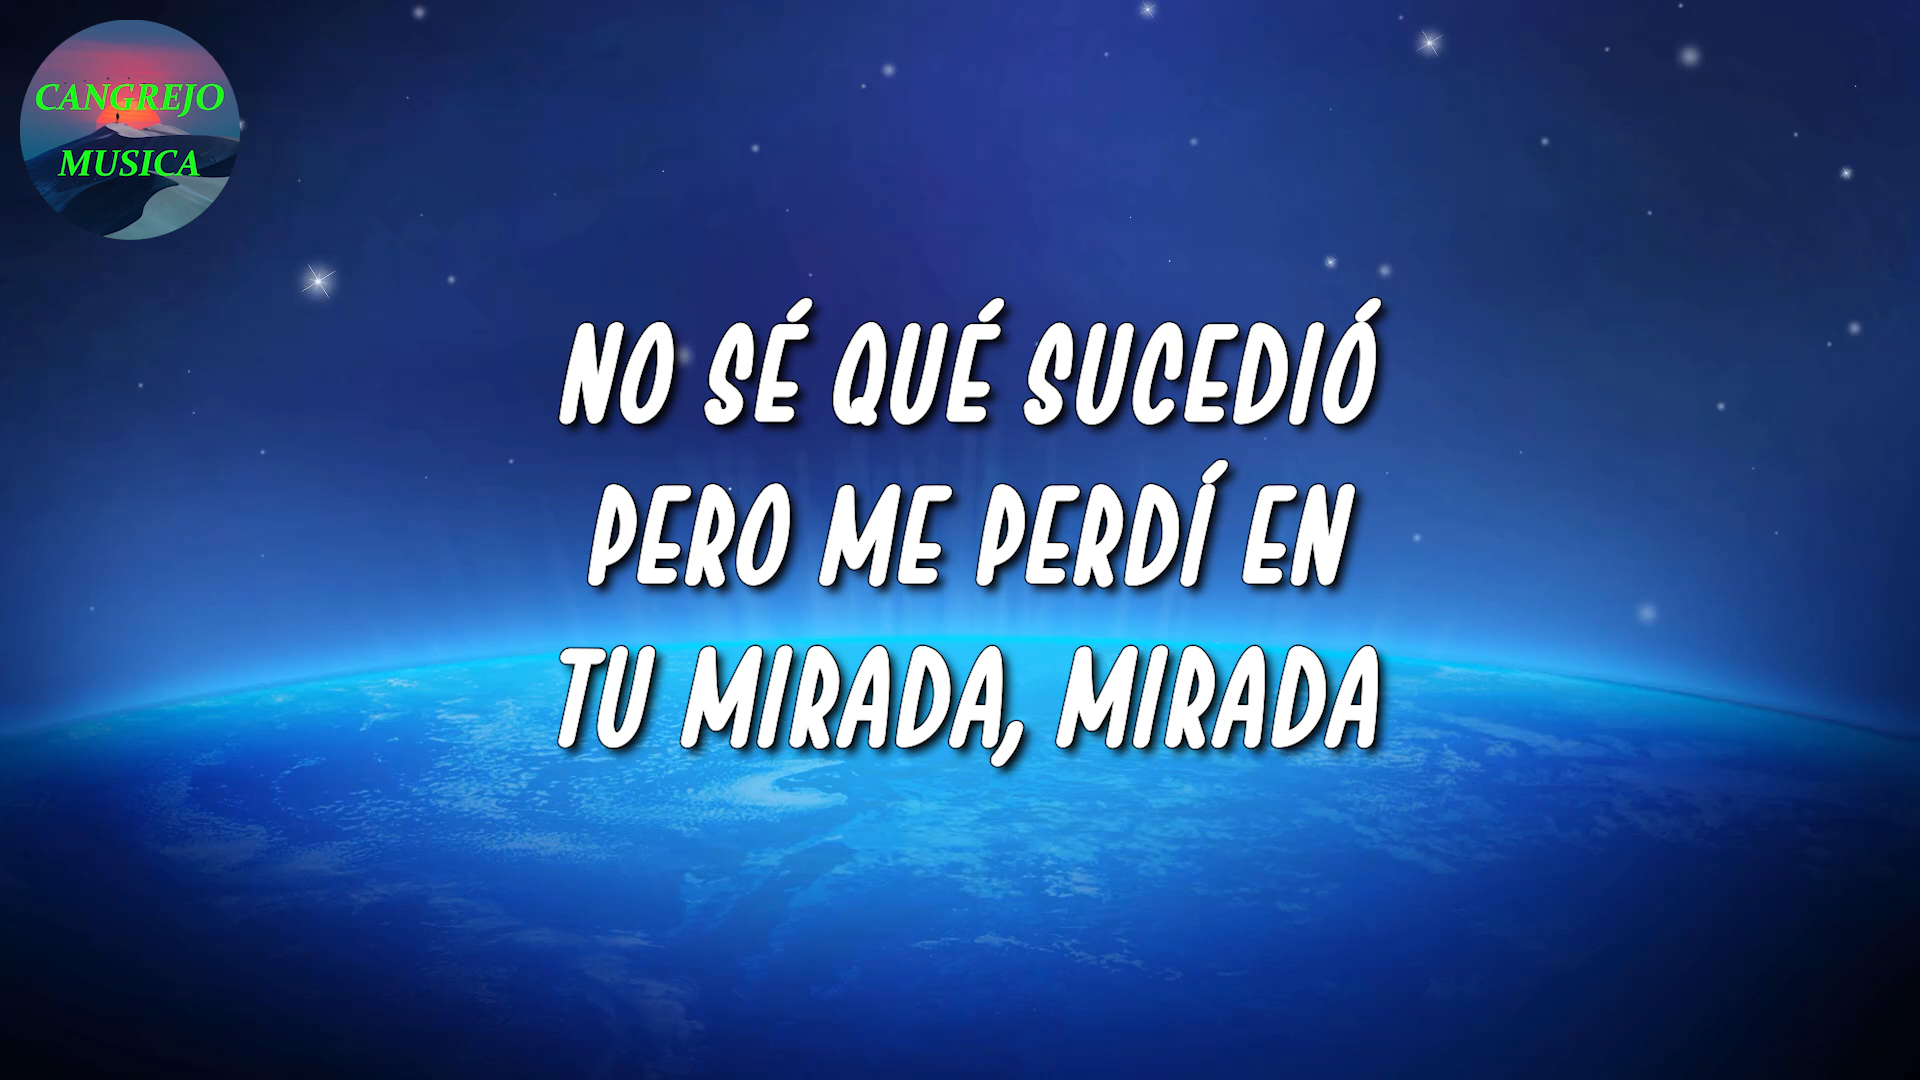 CANGREJO
MUSICA
NO SÉ QUÉ SUCEDIÓ
PERO ME PERDÍ EN
TU MIRADA, MIRADA